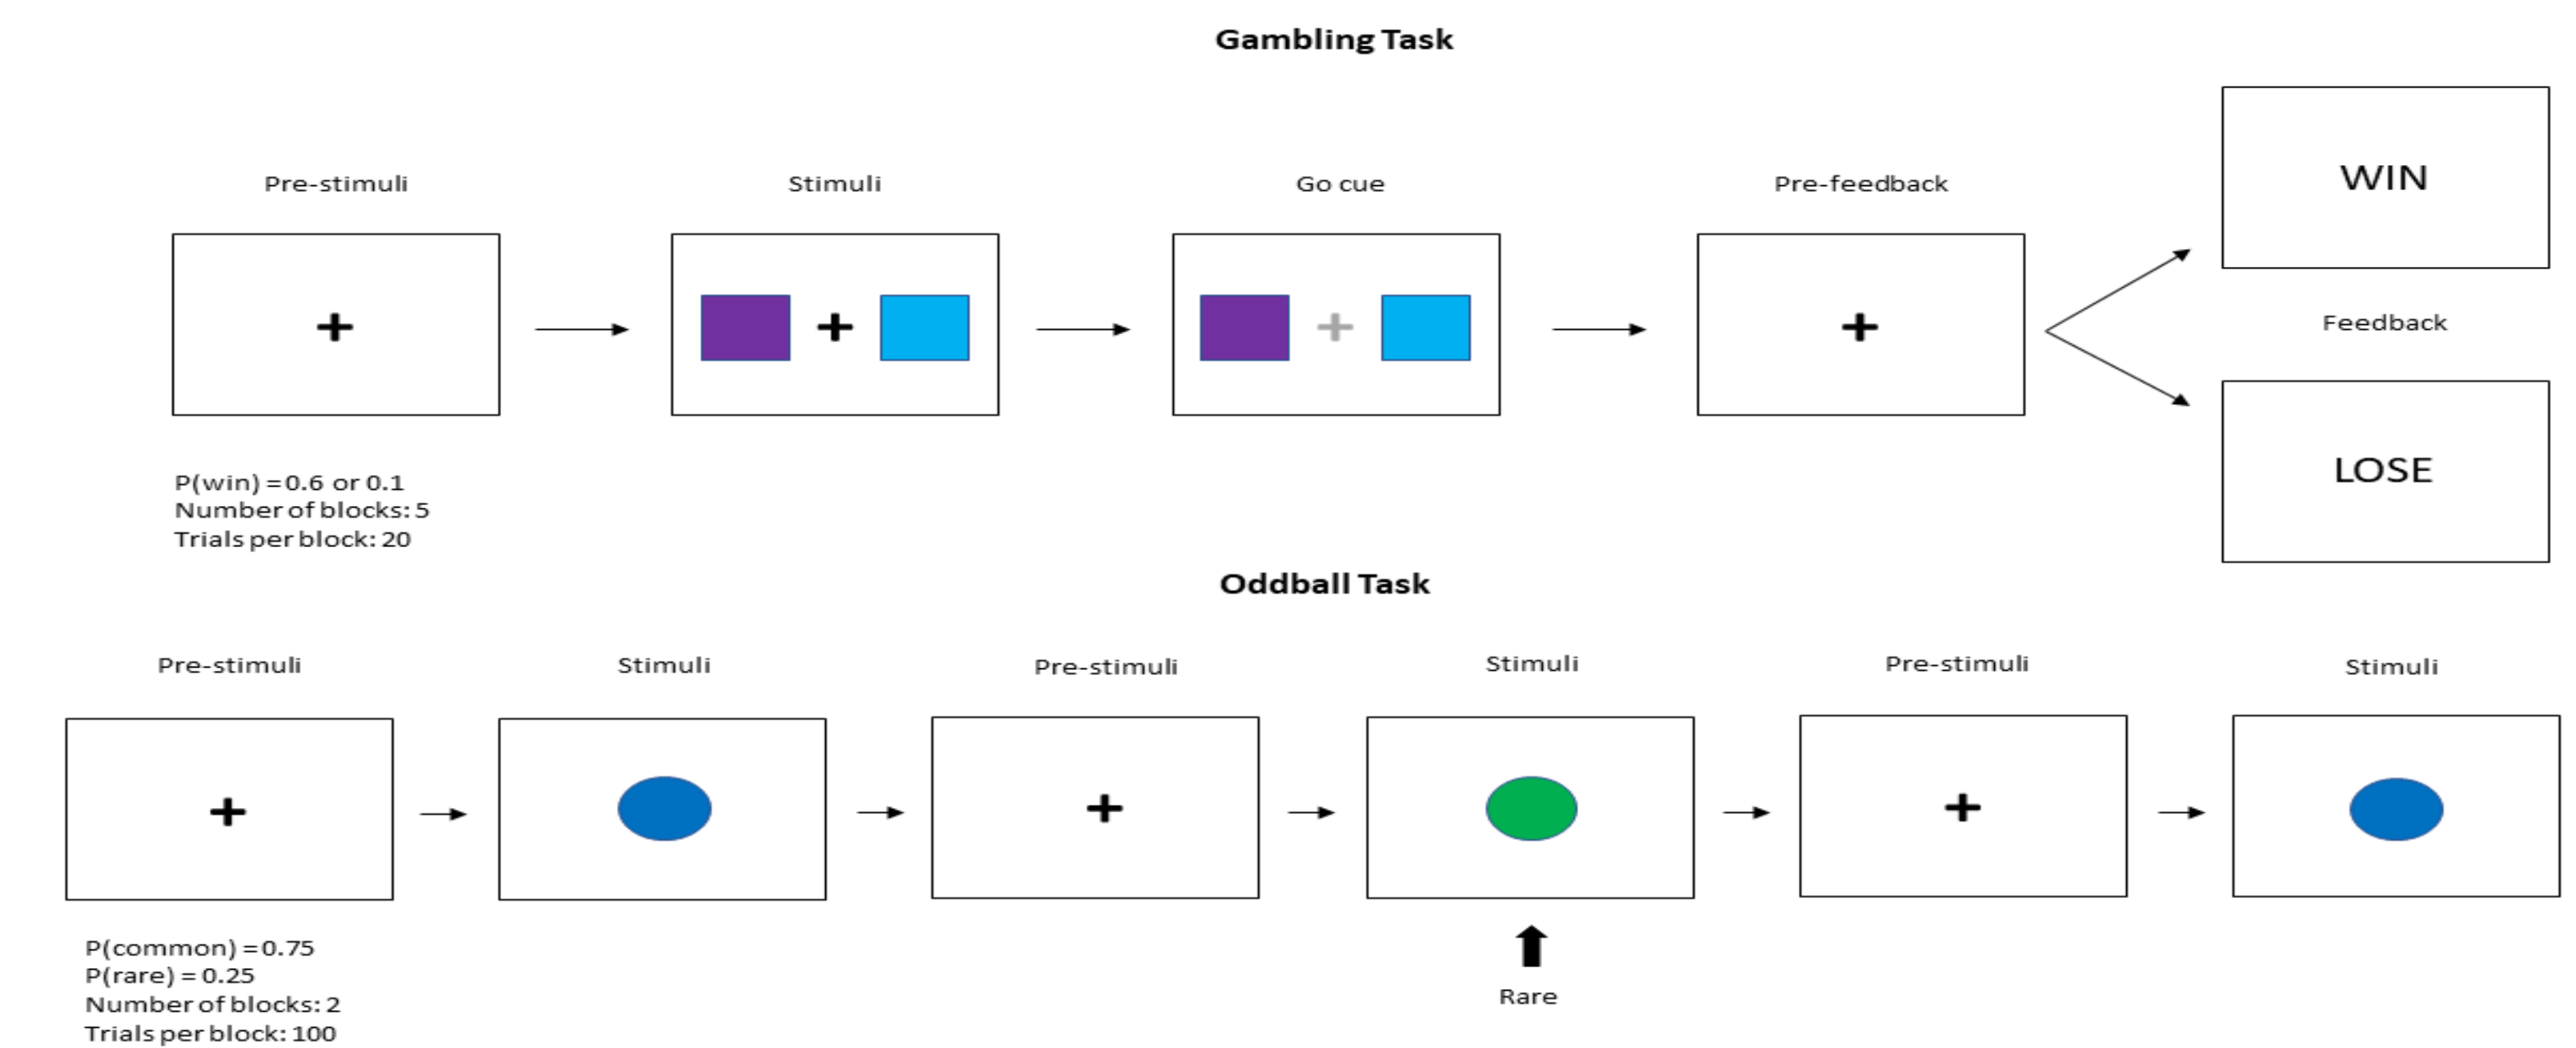 Gambling Task
Pre-stimuli
Stimuli
Go cue
Pre-feedback
WIN
Feedback
LOSE
P(win) = 0.6 or 0.1
Number of blocks: 5
Trials per block: 20
Oddball Task
Pre-stimuli
Stimuli
Pre-stimuli
Stimuli
Pre-stimuli
Stimuli
Rare
P(common) = 0.75
P(rare) = 0.25
Number of blocks: 2
Trials per block: 100